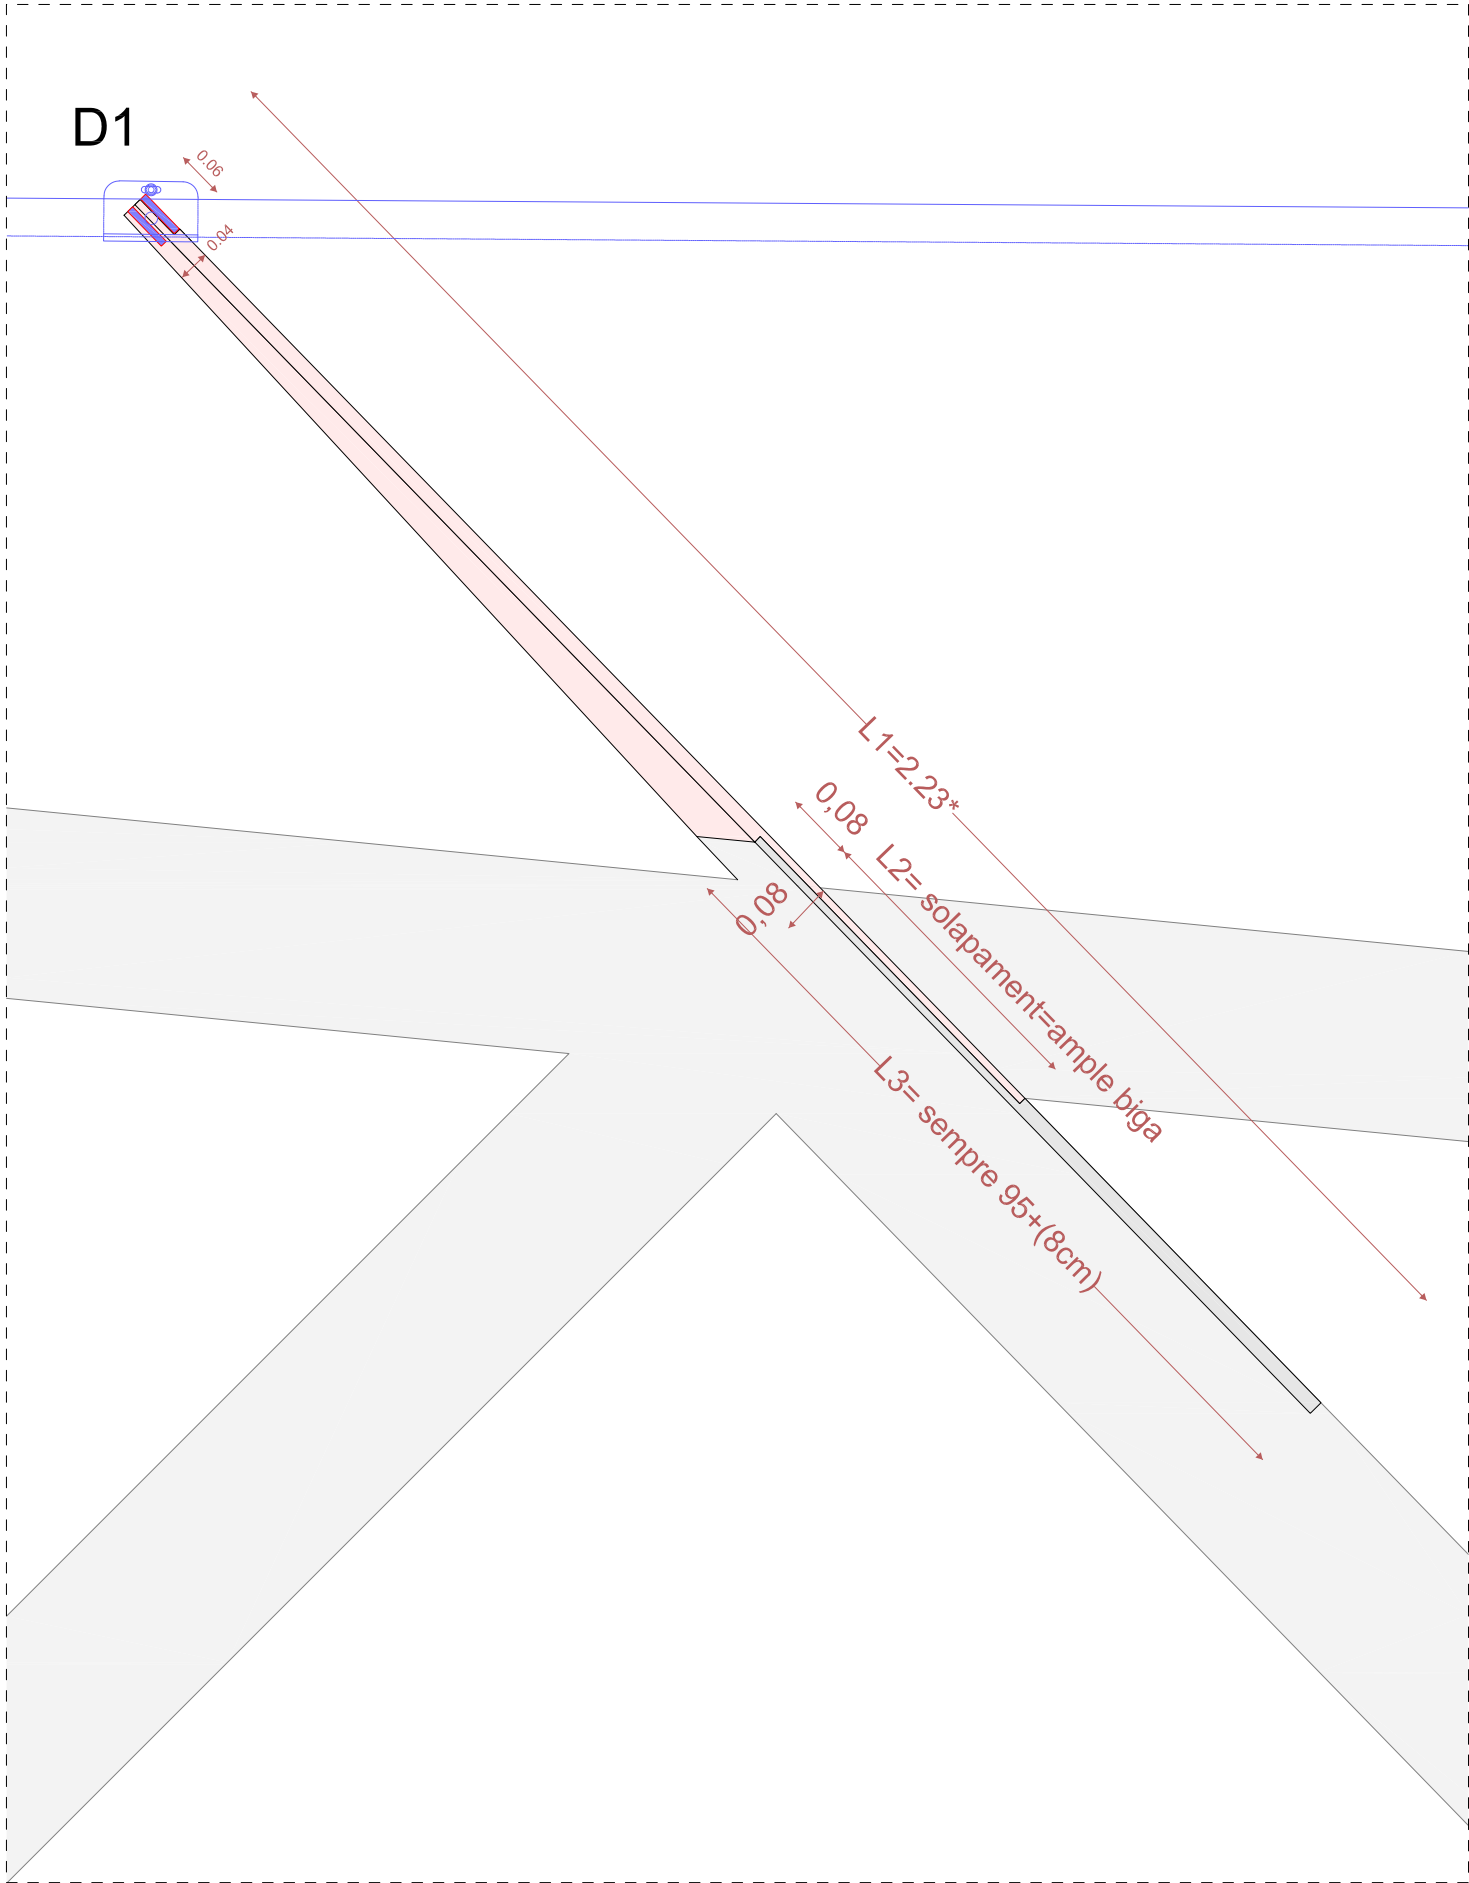 D1
0.06
0.04
L1=2.23*
0,08
L2= solapament=ample biga
0,08
L3= sempre 95+(8cm)